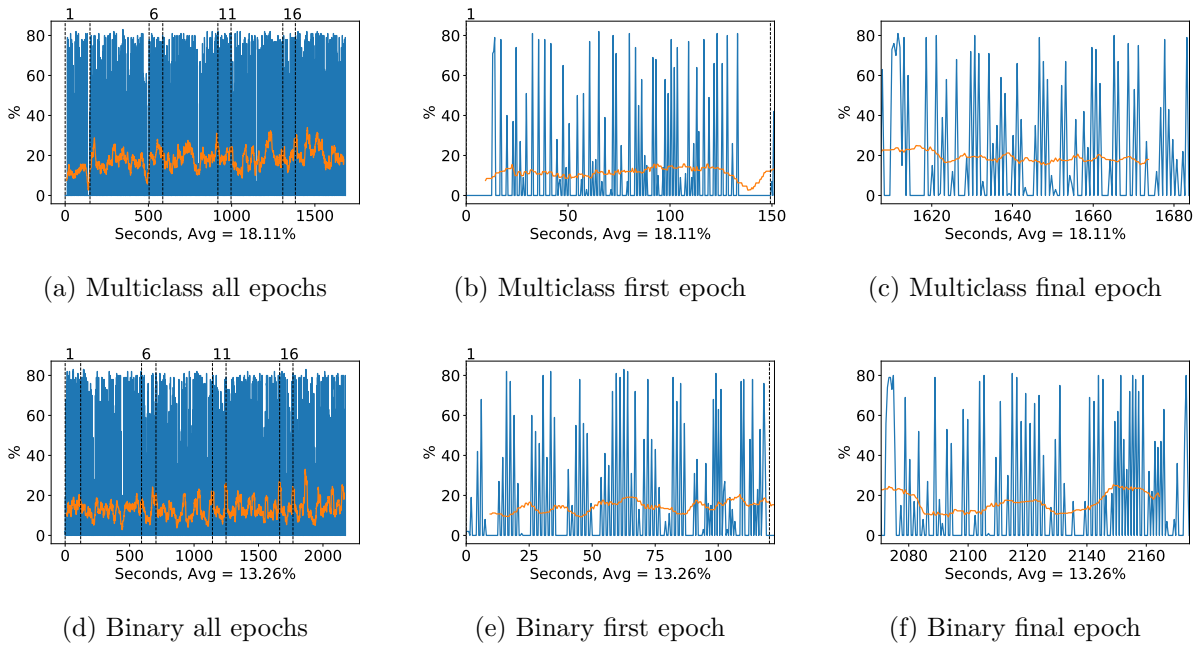 1 6 11 16
80
60
40
20
0
%
0 500 1000 1500
Seconds, Avg = 18.11%
(a) Multiclass all epochs
1
80
60
40
20
0
%
0 50 100 150
Seconds, Avg = 18.11%
(b) Multiclass first epoch
80
60
40
20
0
%
1620 1640 1660 1680
Seconds, Avg = 18.11%
(c) Multiclass final epoch
1 6 11 16
80
60
40
20
0
%
0 500 1000 1500 2000
Seconds, Avg = 13.26%
(d) Binary all epochs
1
80
60
40
20
0
%
0 25 50 75 100
Seconds, Avg = 13.26%
(e) Binary first epoch
80
60
40
20
0
%
2080 2100 2120 2140 2160
Seconds, Avg = 13.26%
(f) Binary final epoch